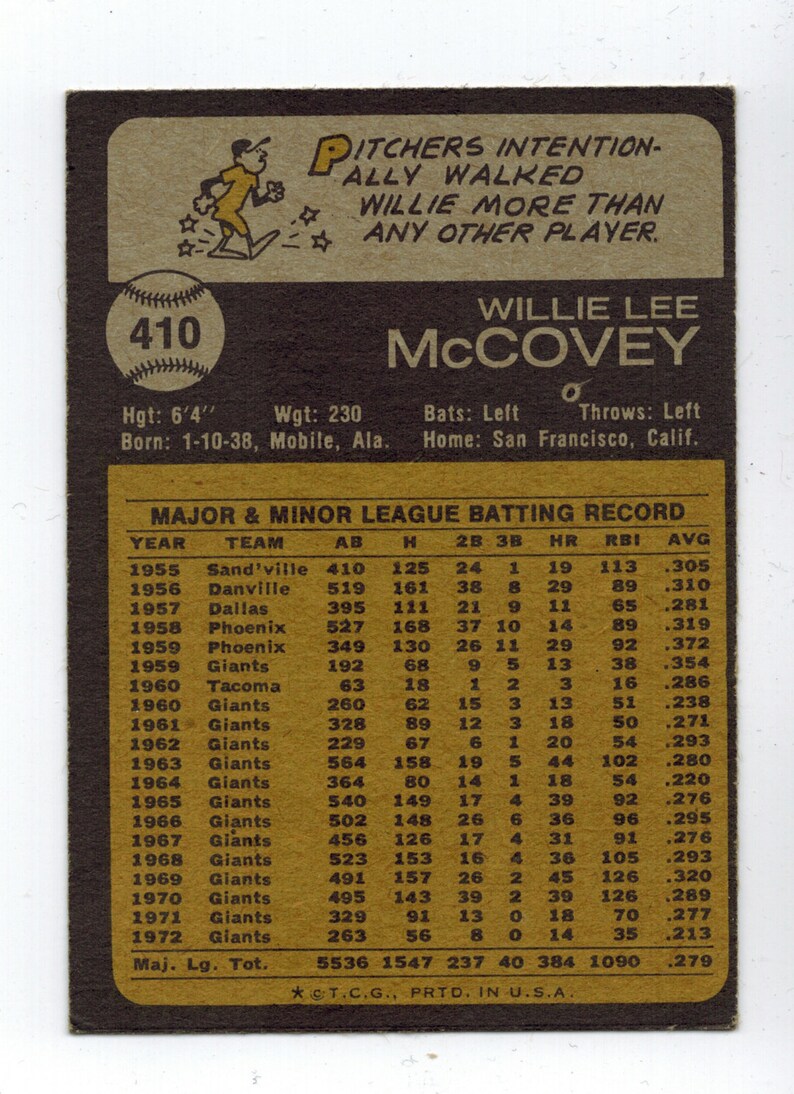 PITCHERS INTENTION-
ALLY WALKED
WILLIE MORE THAN
ANY OTHER PLAYER.
410
WILLIE LEE
McCOVEY
Hgt: 6'4" Wgt: 230 Bats: Left Throws: Left
Born: 1-10-38, Mobile, Ala. Home: San Francisco, Calif.
MAJOR & MINOR LEAGUE BATTING RECORD
YEAR TEAM AB H 2B 3B HR RBI AVG
1955 Sand'ville 410 125 24 1 19 113 .305
1956 Danville 519 161 38 8 29 89 .310
1957 Dallas 395 111 21 9 11 65 .281
1958 Phoenix 527 168 37 10 14 89 .319
1959 Phoenix 349 130 26 11 29 92 .372
1959 Giants 192 68 9 5 13 38 .354
1960 Tacoma 63 18 1 2 3 16 .286
1960 Giants 260 62 15 3 13 51 .238
1961 Giants 328 89 12 3 18 50 .271
1962 Giants 229 67 6 1 20 54 .293
1963 Giants 564 158 19 5 44 102 .280
1964 Giants 364 80 14 1 18 54 .220
1965 Giants 540 149 17 4 39 92 .276
1966 Giants 502 148 26 6 36 96 .295
1967 Giants 456 126 17 4 31 91 .276
1968 Giants 523 153 16 4 36 105 .293
1969 Giants 491 157 26 2 45 126 .320
1970 Giants 495 143 39 2 39 126 .289
1971 Giants 329 91 13 0 18 70 .277
1972 Giants 263 56 8 0 14 35 .213
Maj. Lg. Tot. 5536 1547 237 40 384 1090 .279
★ © T.C.G., PRTD. IN U.S.A.